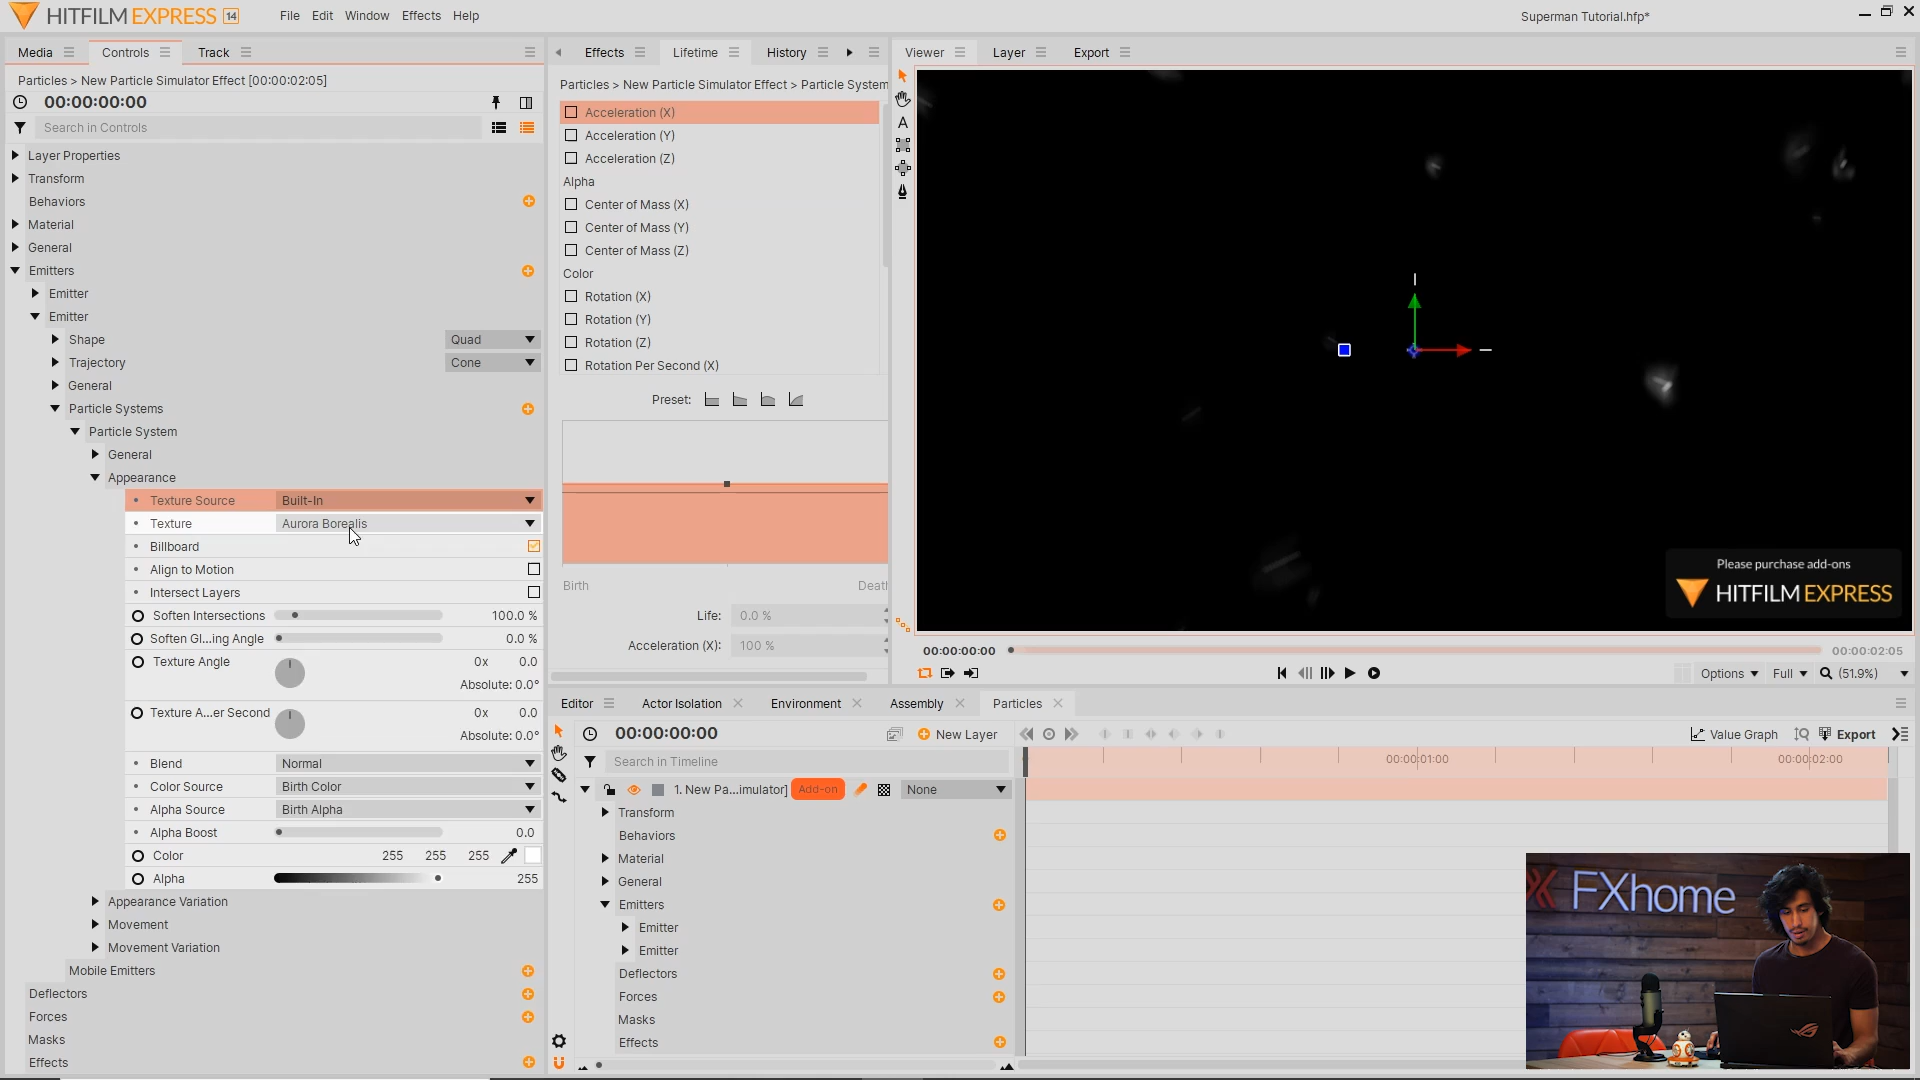 HITFILM EXPRESS 14
File Edit Window Effects Help
Superman Tutorial.hfp*
Media Controls Track
Particles > New Particle Simulator Effect [00:00:02:05]
00:00:00:00
Search in Controls
Layer Properties
Transform
Behaviors
Material
General
Emitters
Emitter
Emitter
Shape Quad
Trajectory Cone
General
Particle Systems
Particle System
General
Appearance
Texture Source Built-In
Texture Aurora Borealis
Billboard
Align to Motion
Intersect Layers
Soften Intersections 100.0 %
Soften Gl...ing Angle 0.0 %
Texture Angle 0x 0.0
Absolute: 0.0°
Texture A...er Second 0x 0.0
Absolute: 0.0°
Blend Normal
Color Source Birth Color
Alpha Source Birth Alpha
Alpha Boost 0.0
Color 255 255 255
Alpha 255
Appearance Variation
Movement
Movement Variation
Mobile Emitters
Deflectors
Forces
Masks
Effects
Effects Lifetime History
Particles > New Particle Simulator Effect > Particle System
Acceleration (X)
Acceleration (Y)
Acceleration (Z)
Alpha
Center of Mass (X)
Center of Mass (Y)
Center of Mass (Z)
Color
Rotation (X)
Rotation (Y)
Rotation (Z)
Rotation Per Second (X)
Preset:
Birth Death
Life: 0.0 %
Acceleration (X): 100 %
Viewer Layer Export
Please purchase add-ons
HITFILM EXPRESS
00:00:00:00 00:00:02:05
Options Full (51.9%)
Editor Actor Isolation Environment Assembly Particles
00:00:00:00 New Layer
Value Graph Export
Search in Timeline
00:00:01:00 00:00:02:00
1. New Pa...imulator] Add-on None
Transform
Behaviors
Material
General
Emitters
Emitter
Emitter
Deflectors
Forces
Masks
Effects
FXhome